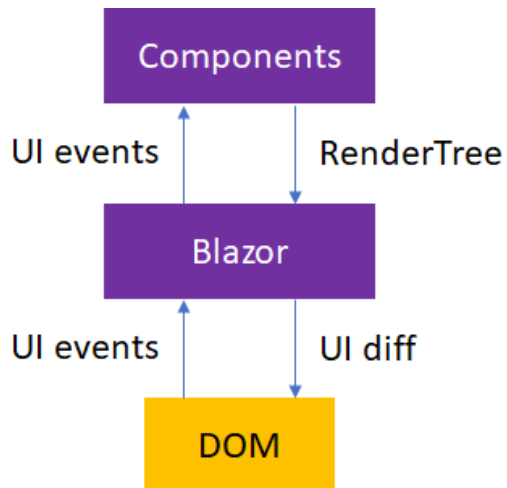 Components
UI events
RenderTree
Blazor
UI events
UI diff
DOM